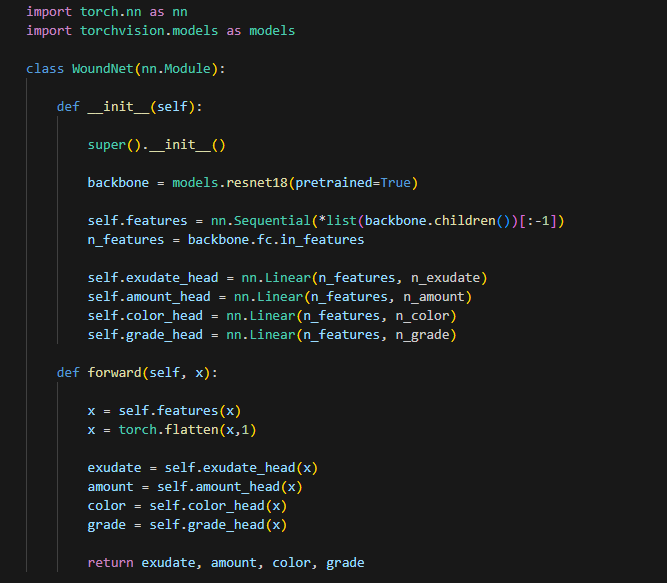 import torch.nn as nn
import torchvision.models as models
class WoundNet(nn.Module):
def __init__(self):
super().__init__()
backbone = models.resnet18(pretrained=True)
self.features = nn.Sequential(*list(backbone.children())[:-1])
n_features = backbone.fc.in_features
self.exudate_head = nn.Linear(n_features, n_exudate)
self.amount_head = nn.Linear(n_features, n_amount)
self.color_head = nn.Linear(n_features, n_color)
self.grade_head = nn.Linear(n_features, n_grade)
def forward(self, x):
x = self.features(x)
x = torch.flatten(x,1)
exudate = self.exudate_head(x)
amount = self.amount_head(x)
color = self.color_head(x)
grade = self.grade_head(x)
return exudate, amount, color, grade